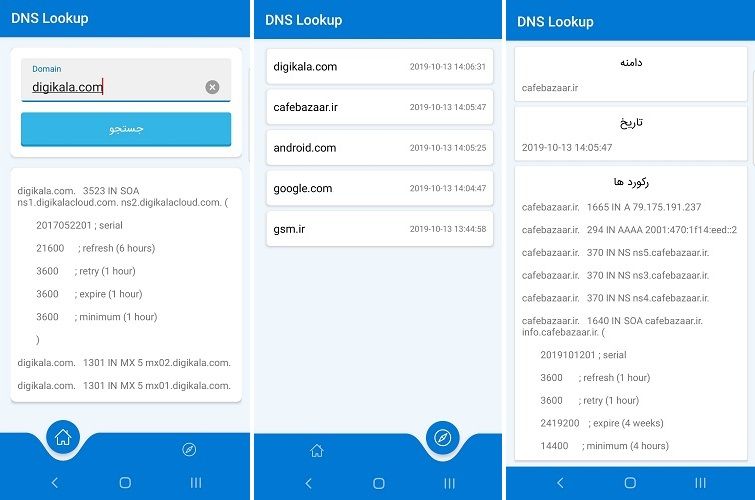 DNS Lookup
Domain
digikala.com
جستجو
digikala.com. 3523 IN SOA
ns1.digikalacloud.com. ns2.digikalacloud.com. (
2017052201 ; serial
21600 ; refresh (6 hours)
3600 ; retry (1 hour)
3600 ; expire (1 hour)
3600 ; minimum (1 hour)
)
digikala.com. 1301 IN MX 5 mx02.digikala.com.
digikala.com. 1301 IN MX 5 mx01.digikala.com.
DNS Lookup
digikala.com 2019-10-13 14:06:31
cafebazaar.ir 2019-10-13 14:05:47
android.com 2019-10-13 14:05:25
google.com 2019-10-13 14:04:47
gsm.ir 2019-10-13 13:44:58
DNS Lookup
دامنه
cafebazaar.ir
تاریخ
2019-10-13 14:05:47
رکورد ها
cafebazaar.ir. 1665 IN A 79.175.191.237
cafebazaar.ir. 294 IN AAAA 2001:470:1f14:eed::2
cafebazaar.ir. 370 IN NS ns5.cafebazaar.ir.
cafebazaar.ir. 370 IN NS ns3.cafebazaar.ir.
cafebazaar.ir. 370 IN NS ns4.cafebazaar.ir.
cafebazaar.ir. 1640 IN SOA cafebazaar.ir.
info.cafebazaar.ir. (
2019101201 ; serial
3600 ; refresh (1 hour)
3600 ; retry (1 hour)
2419200 ; expire (4 weeks)
14400 ; minimum (4 hours)